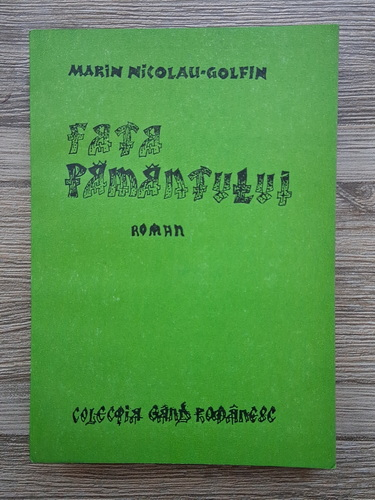 MARIN NICOLAU-GOLFIN
FATA
PĂMÂNTULUI
ROMAN
COLECȚIA GÂND ROMÂNESC